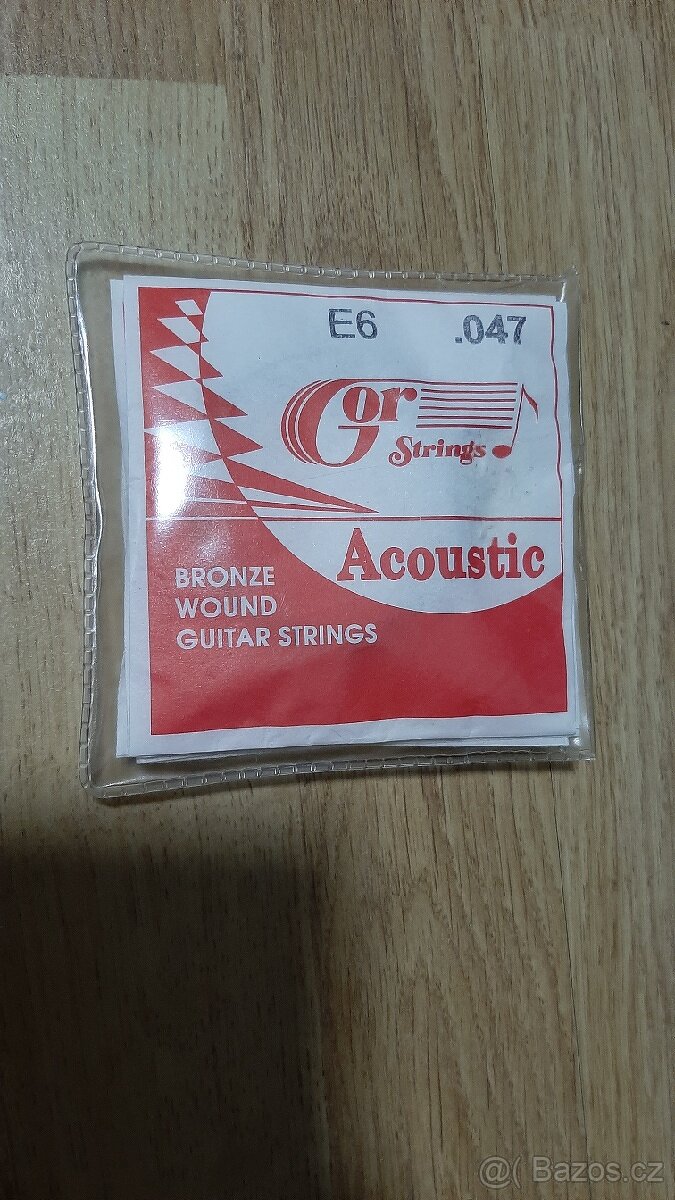 E6 .047
Gor
Strings
Acoustic
BRONZE
WOUND
GUITAR STRINGS
@( Bazos.cz